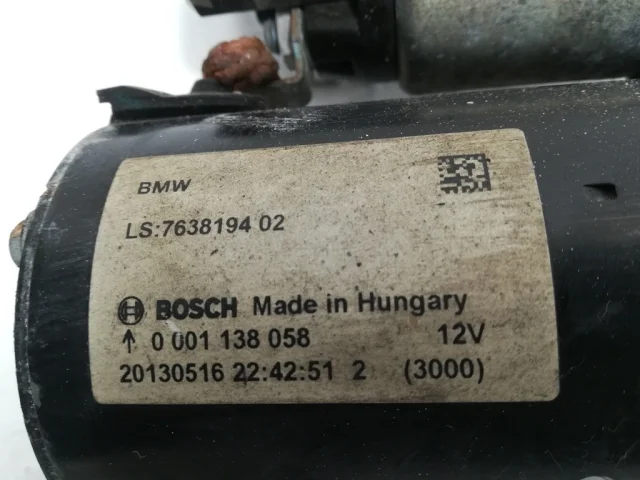 BMW
LS:7638194 02
BOSCH Made in Hungary
↑ 0 001 138 058 12V
20130516 22:42:51 2 (3000)